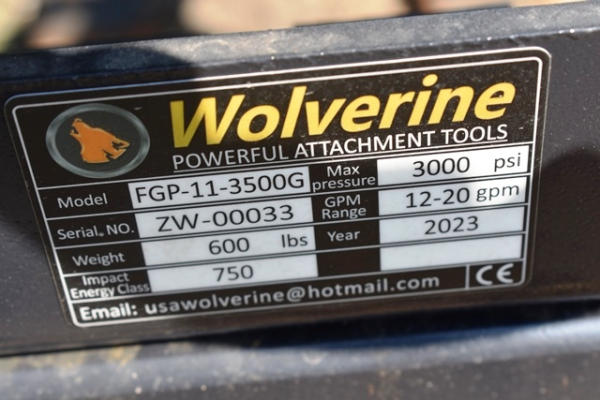 Wolverine
POWERFUL ATTACHMENT TOOLS
Model FGP-11-3500G Max pressure 3000 psi
Serial. NO. ZW-00033 GPM Range 12-20 gpm
Weight 600 lbs Year 2023
Impact Energy Class 750 CE
Email: usawolverine@hotmail.com